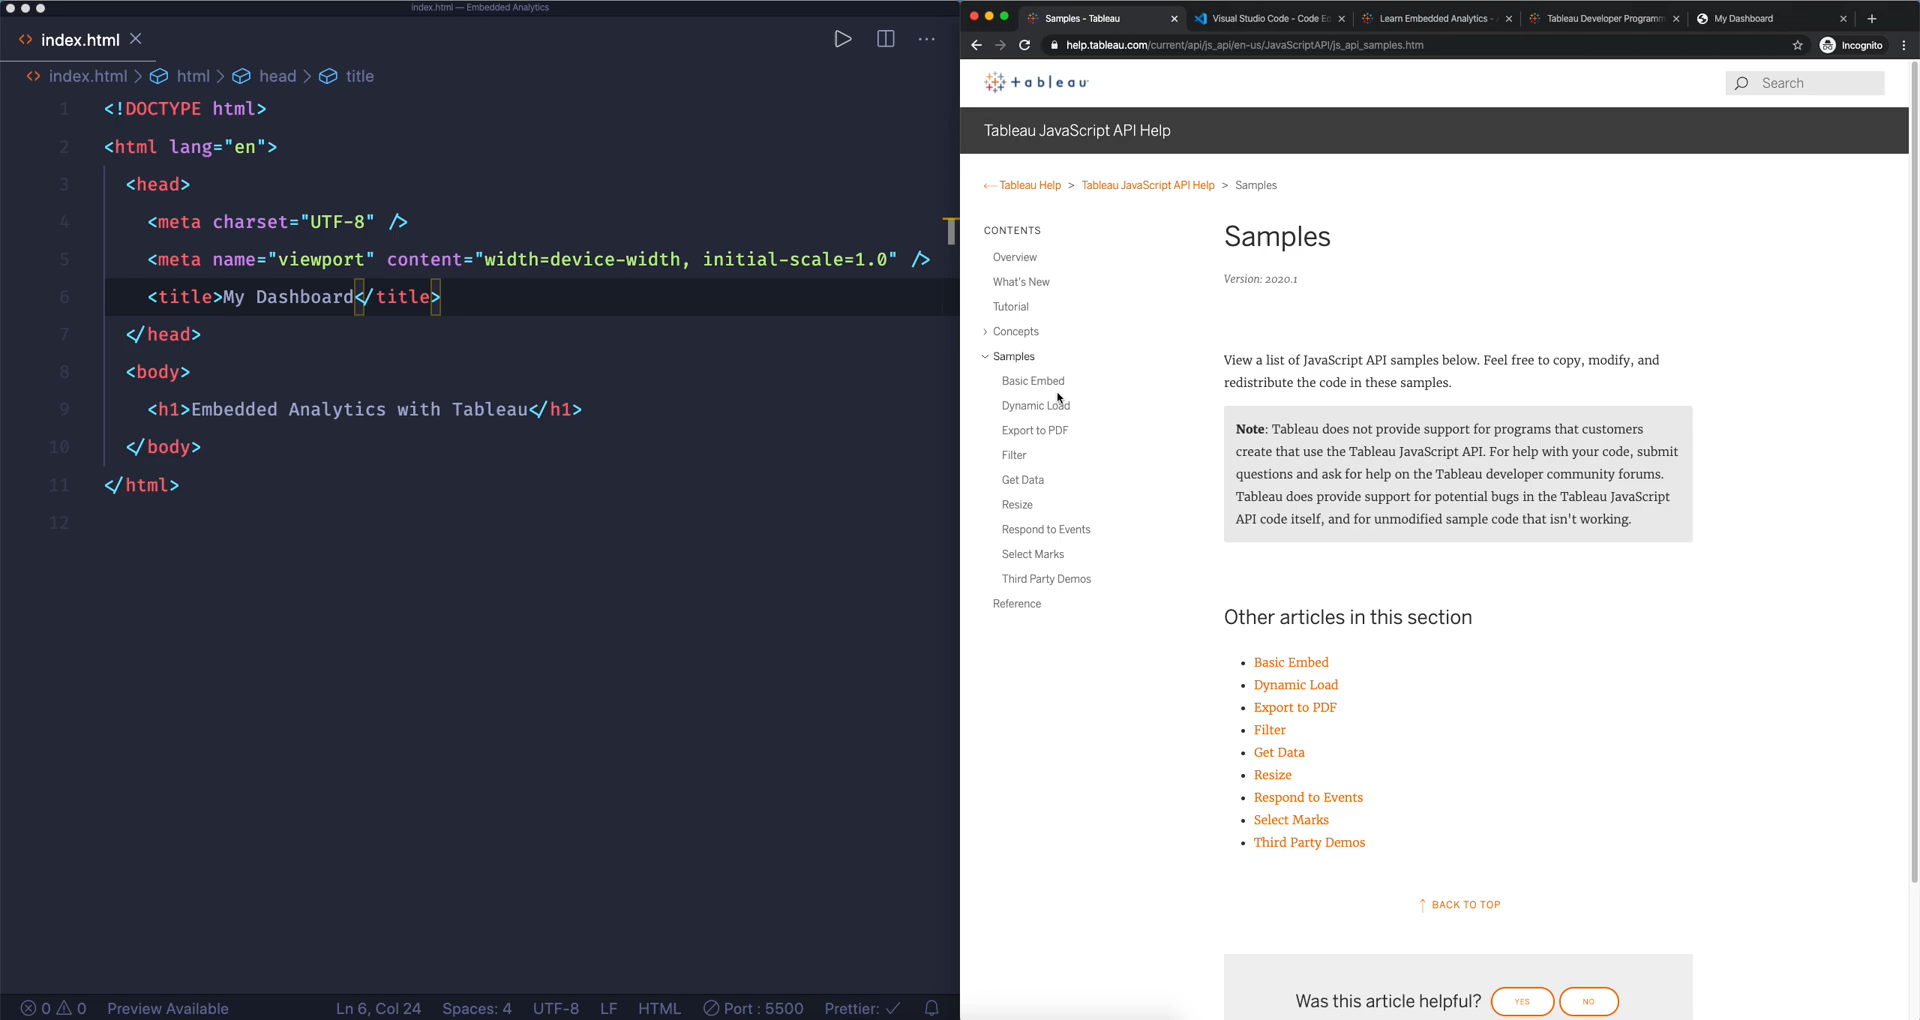 index.html — Embedded Analytics
index.html
index.html > html > head > title
1 <!DOCTYPE html>
2 <html lang="en">
3 <head>
4 <meta charset="UTF-8" />
5 <meta name="viewport" content="width=device-width, initial-scale=1.0" />
6 <title>My Dashboard</title>
7 </head>
8 <body>
9 <h1>Embedded Analytics with Tableau</h1>
10 </body>
11 </html>
12
0 0 Preview Available Ln 6, Col 24 Spaces: 4 UTF-8 LF HTML Port : 5500 Prettier: ✓
Samples - Tableau Visual Studio Code - Code Ed Learn Embedded Analytics - Tableau Developer Programm My Dashboard
help.tableau.com/current/api/js_api/en-us/JavaScriptAPI/js_api_samples.htm Incognito
+ableau Search
Tableau JavaScript API Help
← Tableau Help > Tableau JavaScript API Help > Samples
CONTENTS
Overview
What's New
Tutorial
Concepts
Samples
Basic Embed
Dynamic Load
Export to PDF
Filter
Get Data
Resize
Respond to Events
Select Marks
Third Party Demos
Reference
Samples
Version: 2020.1
View a list of JavaScript API samples below. Feel free to copy, modify, and
redistribute the code in these samples.
Note: Tableau does not provide support for programs that customers
create that use the Tableau JavaScript API. For help with your code, submit
questions and ask for help on the Tableau developer community forums.
Tableau does provide support for potential bugs in the Tableau JavaScript
API code itself, and for unmodified sample code that isn't working.
Other articles in this section
• Basic Embed
• Dynamic Load
• Export to PDF
• Filter
• Get Data
• Resize
• Respond to Events
• Select Marks
• Third Party Demos
↑ BACK TO TOP
Was this article helpful? YES NO